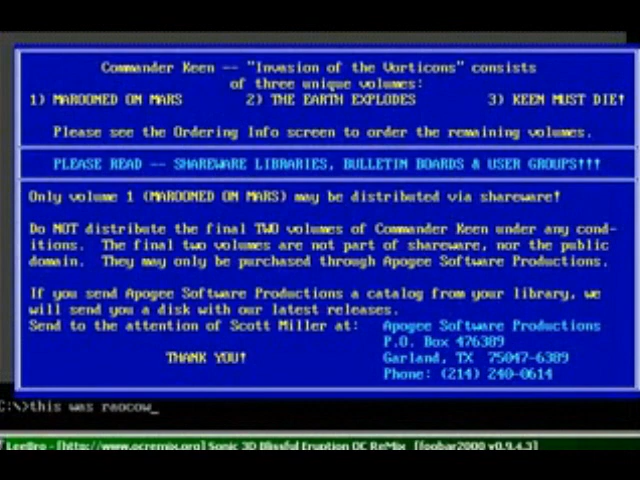 Commander Keen -- "Invasion of the Vorticons" consists
of three unique volumes:
1) MAROONED ON MARS 2) THE EARTH EXPLODES 3) KEEN MUST DIE!
Please see the Ordering Info screen to order the remaining volumes.
PLEASE READ -- SHAREWARE LIBRARIES, BULLETIN BOARDS & USER GROUPS!!!
Only volume 1 (MAROONED ON MARS) may be distributed via shareware!
Do NOT distribute the final TWO volumes of Commander Keen under any cond-
itions. The final two volumes are not part of shareware, nor the public
domain. They may only be purchased through Apogee Software Productions.
If you send Apogee Software Productions a catalog from your library, we
will send you a disk with our latest releases.
Send to the attention of Scott Miller at: Apogee Software Productions
P.O. Box 476389
THANK YOU! Garland, TX 75047-6389
Phone: (214) 240-0614
C:\>this was raocow_
LeeBro - [http://www.ocremix.org] Sonic 3D Blissful Eruption OC ReMix [foobar2000 v0.9.4.3]